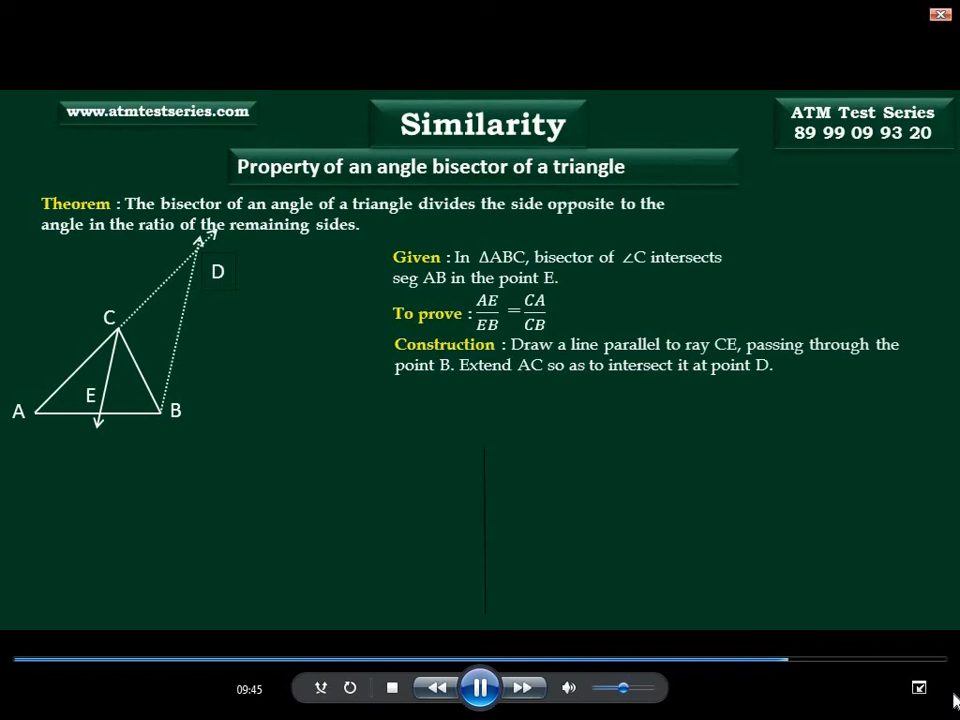 www.atmtestseries.com
Similarity
ATM Test Series
89 99 09 93 20
Property of an angle bisector of a triangle
Theorem : The bisector of an angle of a triangle divides the side opposite to the
angle in the ratio of the remaining sides.
D
C
E
A
B
Given : In ΔABC, bisector of ∠C intersects
seg AB in the point E.
To prove : AE/EB = CA/CB
Construction : Draw a line parallel to ray CE, passing through the
point B. Extend AC so as to intersect it at point D.
09:45